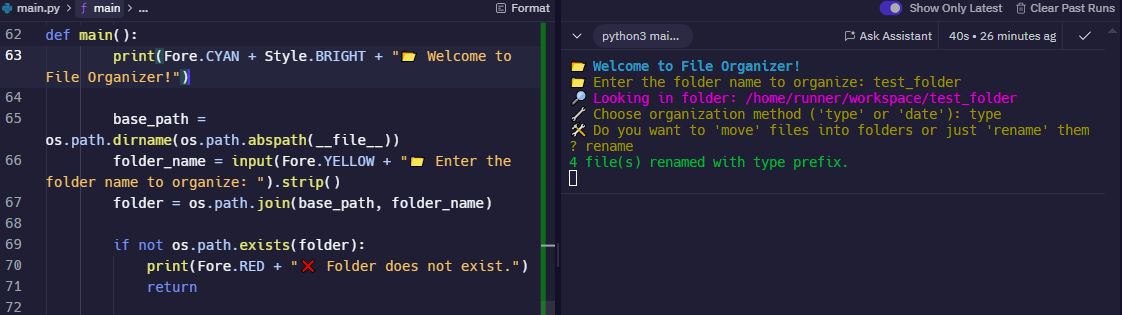 main.py > ƒ main > ...
Format
62 def main():
63 print(Fore.CYAN + Style.BRIGHT + "📂 Welcome to
File Organizer!")
64
65 base_path =
os.path.dirname(os.path.abspath(__file__))
66 folder_name = input(Fore.YELLOW + "📂 Enter the
folder name to organize: ").strip()
67 folder = os.path.join(base_path, folder_name)
68
69 if not os.path.exists(folder):
70 print(Fore.RED + "❌ Folder does not exist.")
71 return
72
Show Only Latest
Clear Past Runs
python3 mai...
Ask Assistant
40s • 26 minutes ag
📂 Welcome to File Organizer!
📂 Enter the folder name to organize: test_folder
🔎 Looking in folder: /home/runner/workspace/test_folder
🔧 Choose organization method ('type' or 'date'): type
🛠 Do you want to 'move' files into folders or just 'rename' them
? rename
4 file(s) renamed with type prefix.